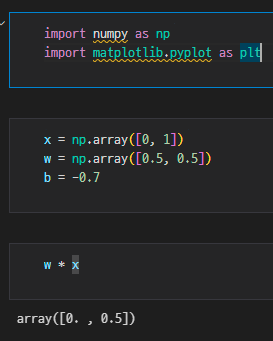 import numpy as np
import matplotlib.pyplot as plt
x = np.array([0, 1])
w = np.array([0.5, 0.5])
b = -0.7
w * x
array([0. , 0.5])